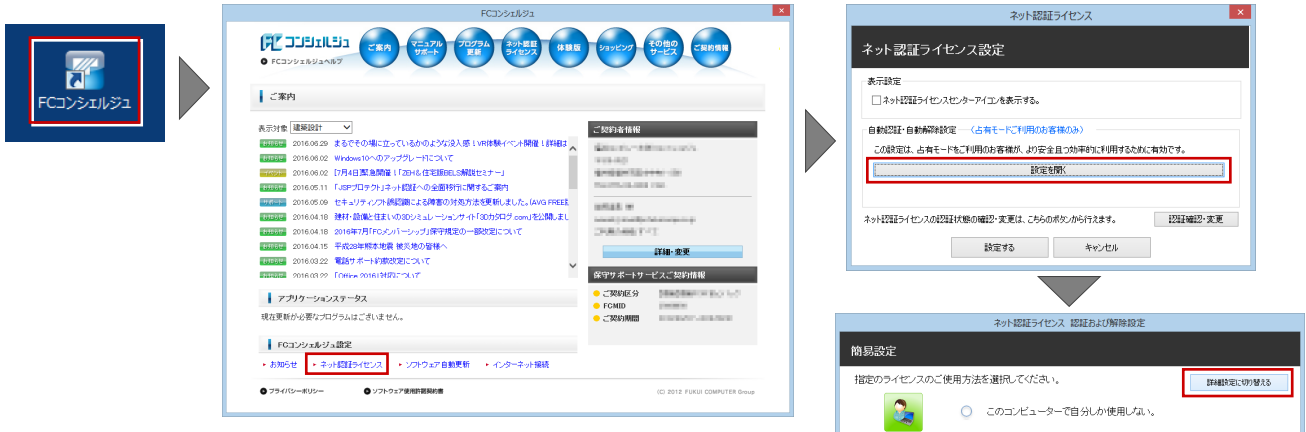 FCコンシェルジュ
FCコンシェルジュ
FCコンシェルジュ
FCコンシェルジュヘルプ
ご案内
マニュアル
サポート
プログラム
更新
ネット認証
ライセンス
体験版
ショッピング
その他の
サービス
ご契約情報
ご案内
表示対象 建築設計
お知らせ 2016.06.29 まるでその場に立っているかのような没入感!VR体験イベント開催!詳細は
お知らせ 2016.06.02 Windows10へのアップグレードについて
2016.06.02 [7月4日]緊急開催!「ZEH&住宅版BELS解説セミナー」
お知らせ 2016.05.11 「JSPプロテクト」ネット認証への全面移行に関するご案内
サポート 2016.05.09 セキュリティソフト誤認識による障害の対処方法を更新しました。(AVG FREE
お知らせ 2016.04.18 建材・設備と住まいの3Dシミュレーションサイト「3Dカタログ.com」を公開しまし
お知らせ 2016.04.18 2016年7月「FCメンバーシップ」保守規定の一部改定について
お知らせ 2016.04.15 平成28年熊本地震 被災地の皆様へ
お知らせ 2016.03.22 電話サポート約款改定について
お知らせ 2016.03.22 「Office 2016」対応について
ご契約者情報
詳細・変更
保守サポートサービスご契約情報
ご契約区分
FCMID
ご契約期間
アプリケーションステータス
現在更新が必要なプログラムはございません。
FCコンシェルジュ設定
お知らせ ネット認証ライセンス ソフトウェア自動更新 インターネット接続
プライバシーポリシー ソフトウェア使用許諾契約書 (C) 2012 FUKUI COMPUTER Group
ネット認証ライセンス
ネット認証ライセンス設定
表示設定
ネット認証ライセンスセンターアイコンを表示する。
自動認証・自動解除設定 (占有モードご利用のお客様のみ)
この設定は、占有モードをご利用のお客様が、より安全且つ効率的に利用するために有効です。
設定を開く
ネット認証ライセンスの認証状態の確認・変更は、こちらのボタンから行えます。 認証確認・変更
設定する キャンセル
ネット認証ライセンス 認証および解除設定
簡易設定
指定のライセンスのご使用方法を選択してください。 詳細設定に切り替える
このコンピューターで自分しか使用しない。